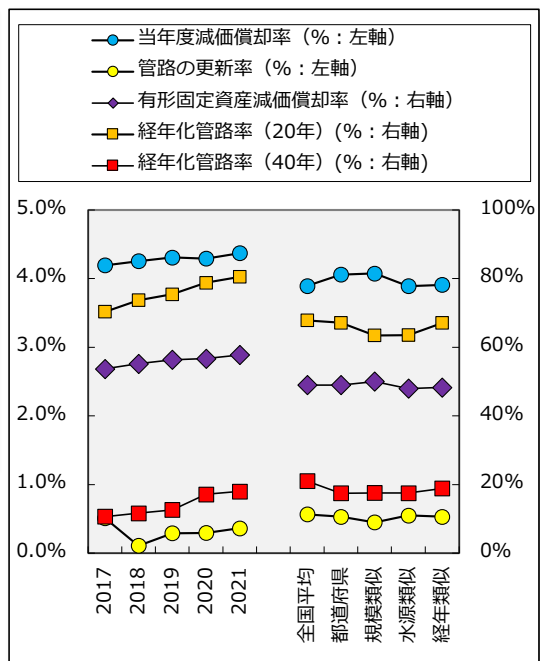 当年度減価償却率（%：左軸）
管路の更新率（%：左軸）
有形固定資産減価償却率（%：右軸）
経年化管路率（20年）(%：右軸)
経年化管路率（40年）(%：右軸)
5.0%
4.0%
3.0%
2.0%
1.0%
0.0%
100%
80%
60%
40%
20%
0%
2017
2018
2019
2020
2021
全国平均
都道府県
規模類似
水源類似
経年類似